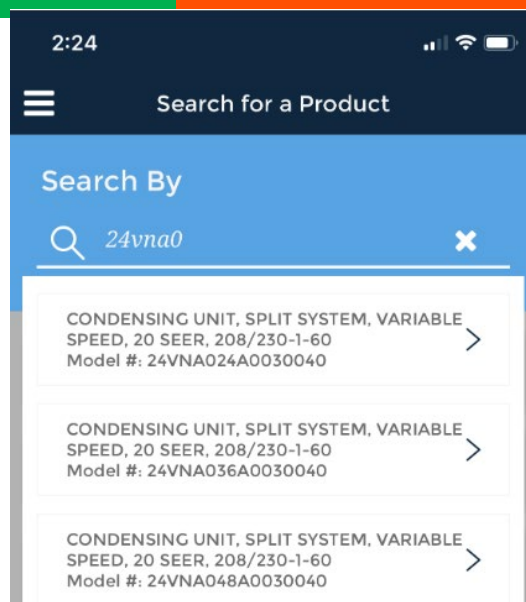 2:24
Search for a Product
Search By
24vna0
CONDENSING UNIT, SPLIT SYSTEM, VARIABLE
SPEED, 20 SEER, 208/230-1-60
Model #: 24VNA024A0030040
CONDENSING UNIT, SPLIT SYSTEM, VARIABLE
SPEED, 20 SEER, 208/230-1-60
Model #: 24VNA036A0030040
CONDENSING UNIT, SPLIT SYSTEM, VARIABLE
SPEED, 20 SEER, 208/230-1-60
Model #: 24VNA048A0030040